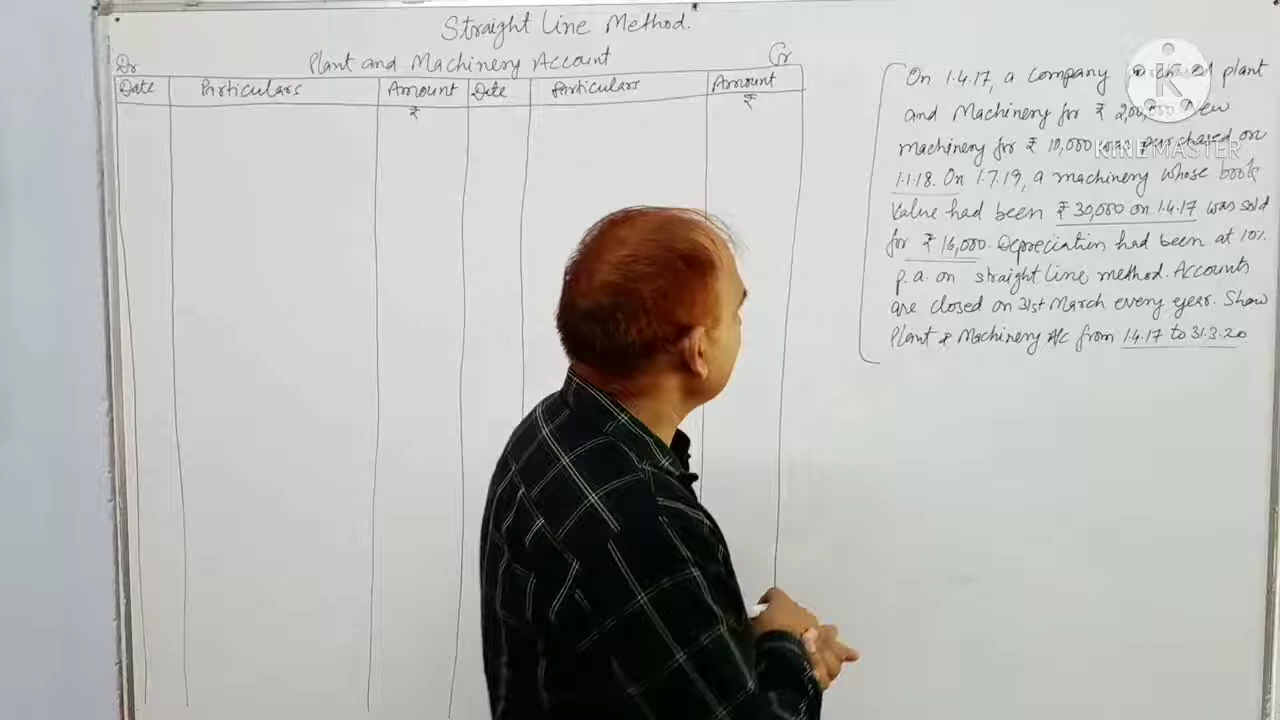 Straight Line Method.
Dr Plant and Machinery Account Cr
Date Particulars Amount Date Particulars Amount
₹ ₹
On 1.4.17, a company plant
and Machinery for ₹ 2,00,000 New
machinery for ₹ 10,000 was purchased on
1.1.18. On 1.7.19, a machinery whose book
value had been ₹ 30,000 on 1.4.17 was sold
for ₹ 16,000. Depreciation had been at 10%
p.a. on straight Line method. Accounts
are closed on 31st March every year. Show
Plant & Machinery A/c from 1.4.17 to 31.3.20
K
KINEMASTER